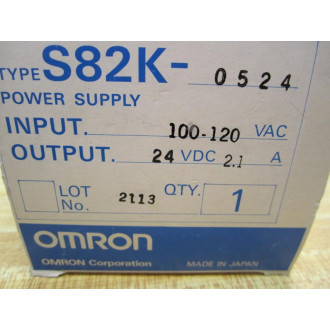 TYPE S82K-0524
POWER SUPPLY
INPUT. 100-120 VAC
OUTPUT. 24 VDC 2.1 A
LOT No. 2113 QTY. 1
OMRON
OMRON Corporation MADE IN JAPAN